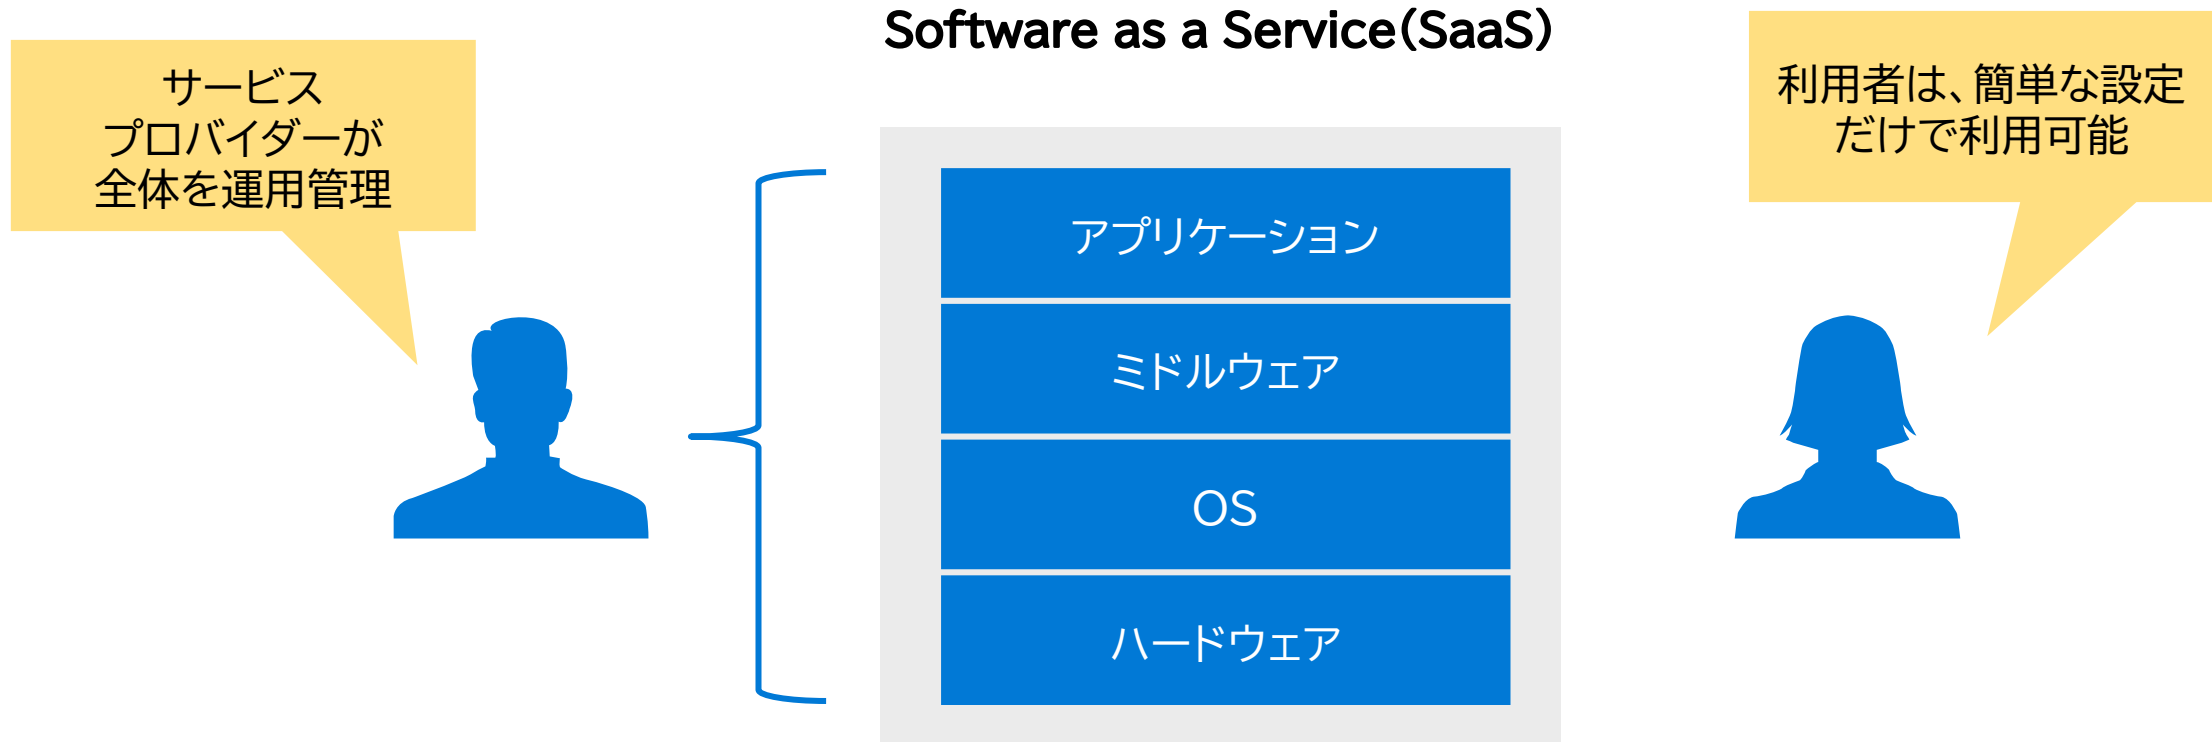 Software as a Service(SaaS)
サービス
プロバイダーが
全体を運用管理
利用者は、簡単な設定
だけで利用可能
アプリケーション
ミドルウェア
OS
ハードウェア